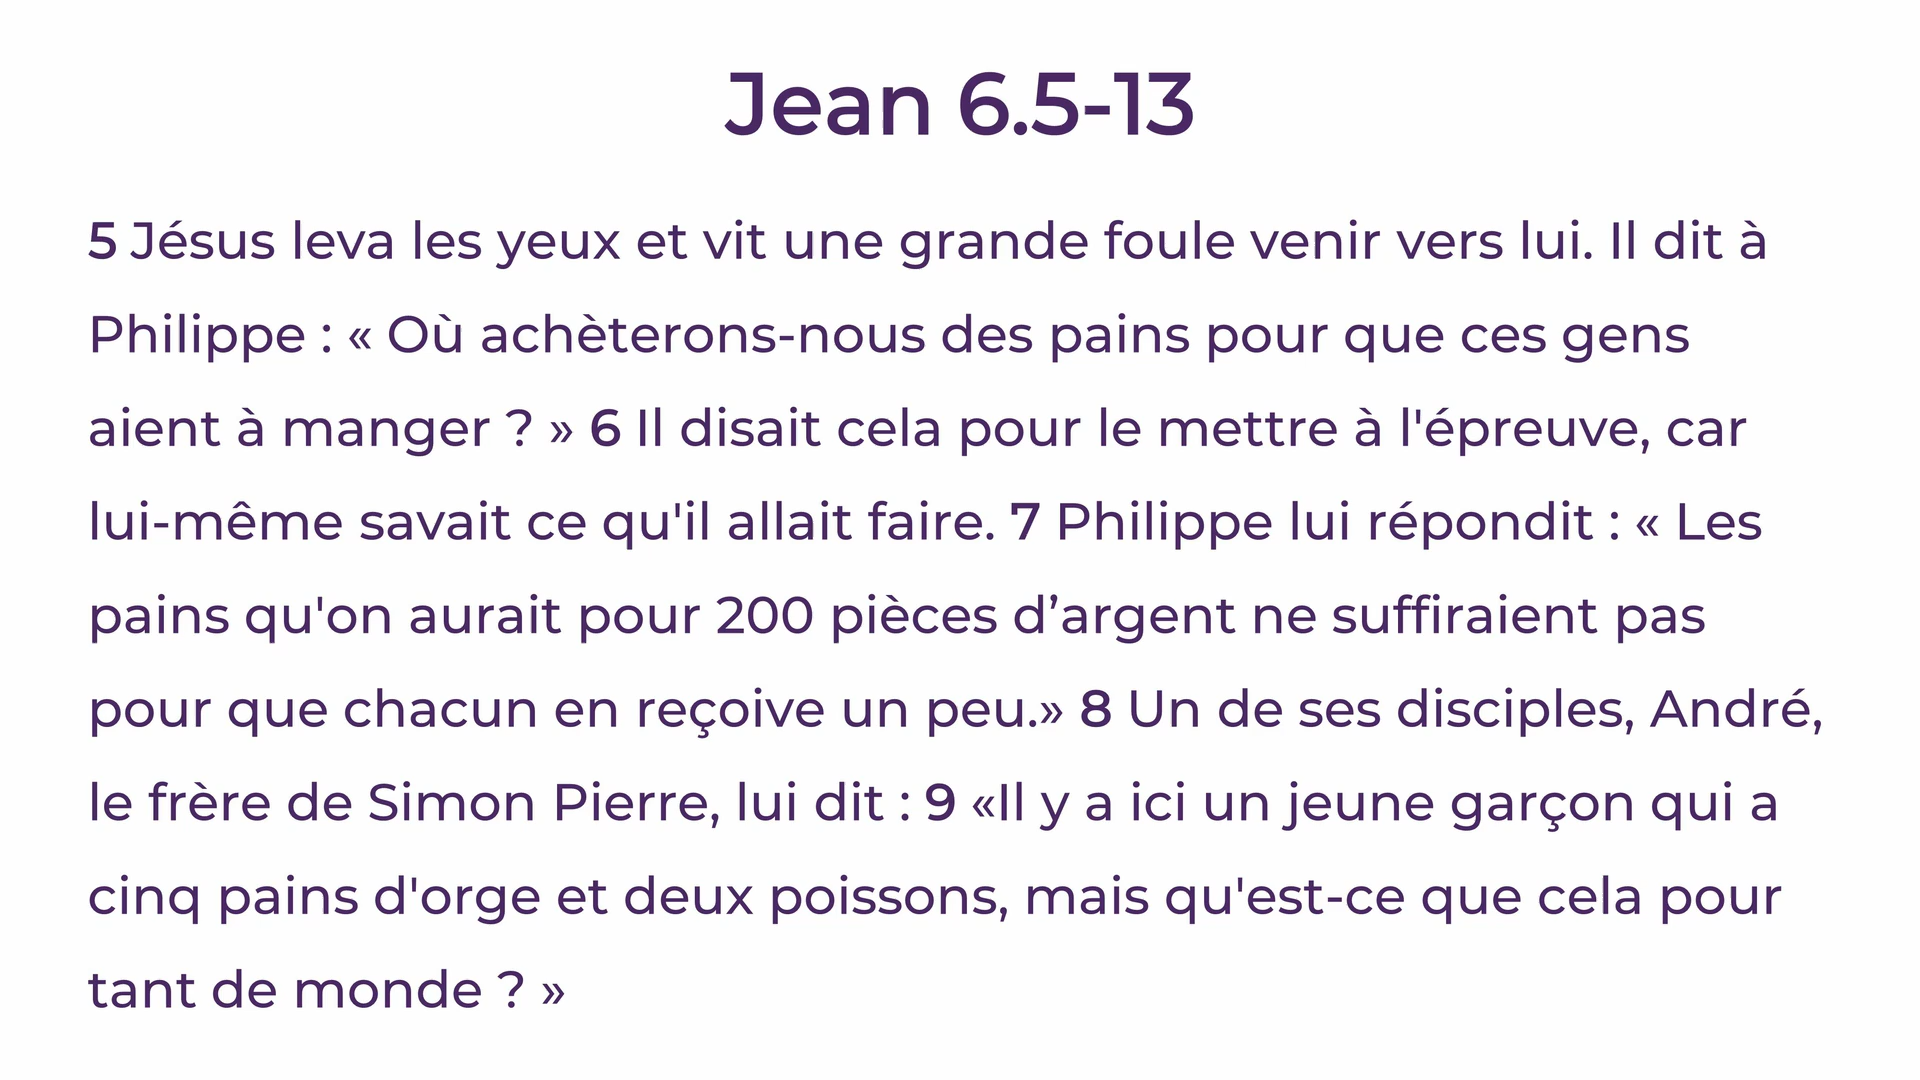 Jean 6.5-13
5 Jésus leva les yeux et vit une grande foule venir vers lui. Il dit à
Philippe : « Où achèterons-nous des pains pour que ces gens
aient à manger ? » 6 Il disait cela pour le mettre à l'épreuve, car
lui-même savait ce qu'il allait faire. 7 Philippe lui répondit : « Les
pains qu'on aurait pour 200 pièces d’argent ne suffiraient pas
pour que chacun en reçoive un peu.» 8 Un de ses disciples, André,
le frère de Simon Pierre, lui dit : 9 «Il y a ici un jeune garçon qui a
cinq pains d'orge et deux poissons, mais qu'est-ce que cela pour
tant de monde ? »